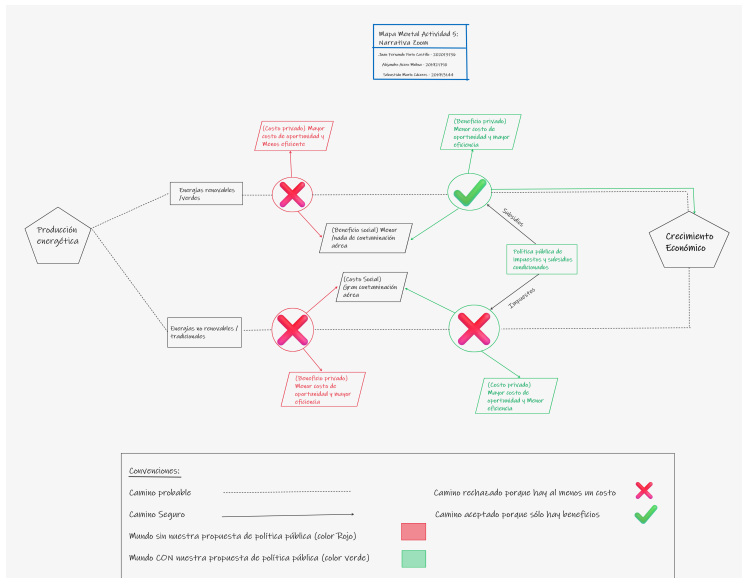 Mapa Mental Actividad 5:
Narrativa Zoom
(Costo privado) Mayor
costo de oportunidad y
Menos eficiente
(Beneficio privado)
Menor costo de
oportunidad y mayor
eficiencia
Energías renovables
/verdes
Producción
energética
(Beneficio social) Menor
/nada de contaminación
aérea
Subsidios
Crecimiento
Económico
Política pública de
impuestos y subsidios
condicionados
(Costo Social)
Gran contaminación
aérea
Impuestos
Energías no renovables /
tradicionales
(Beneficio privado)
Menor costo de
oportunidad y mayor
eficiencia
(Costo privado)
Mayor costo de
oportunidad y Menor
eficiencia
Convenciones:
Camino probable
Camino rechazado porque hay al menos un costo
Camino Seguro
Camino aceptado porque sólo hay beneficios
Mundo sin nuestra propuesta de política pública (color Rojo)
Mundo CON nuestra propuesta de política pública (color verde)